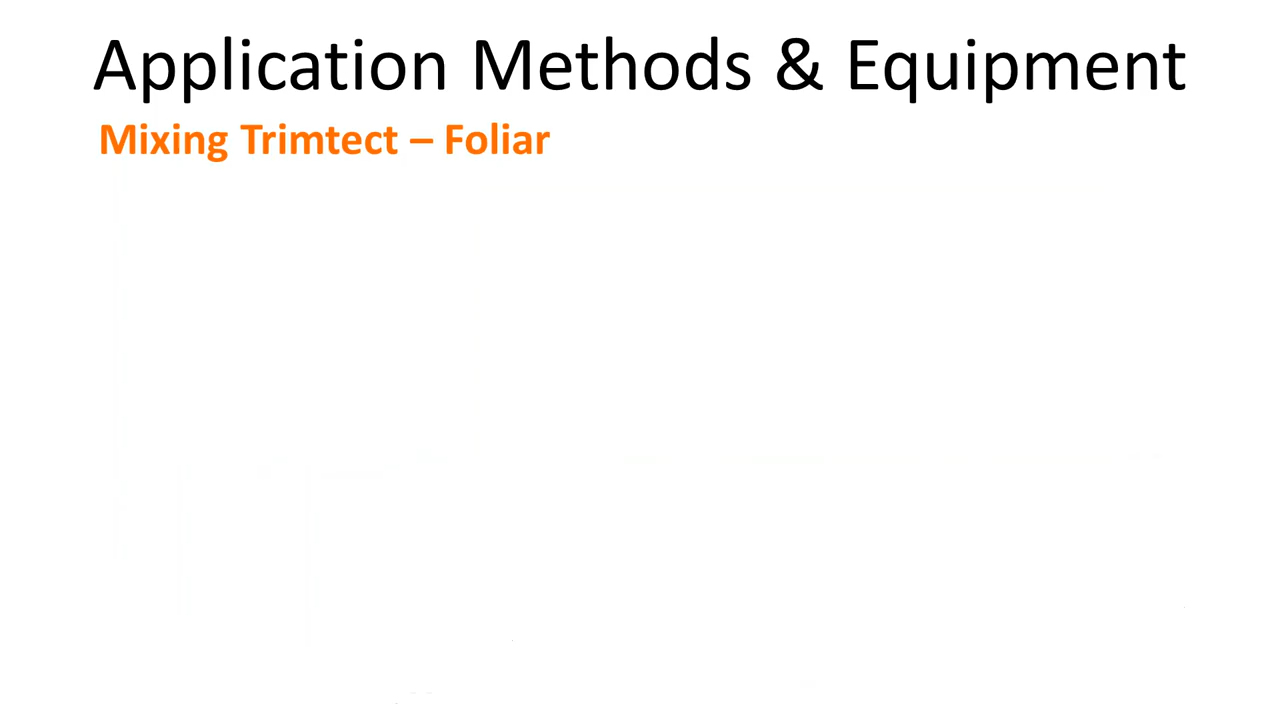 Application Methods & Equipment
Mixing Trimtect – Foliar